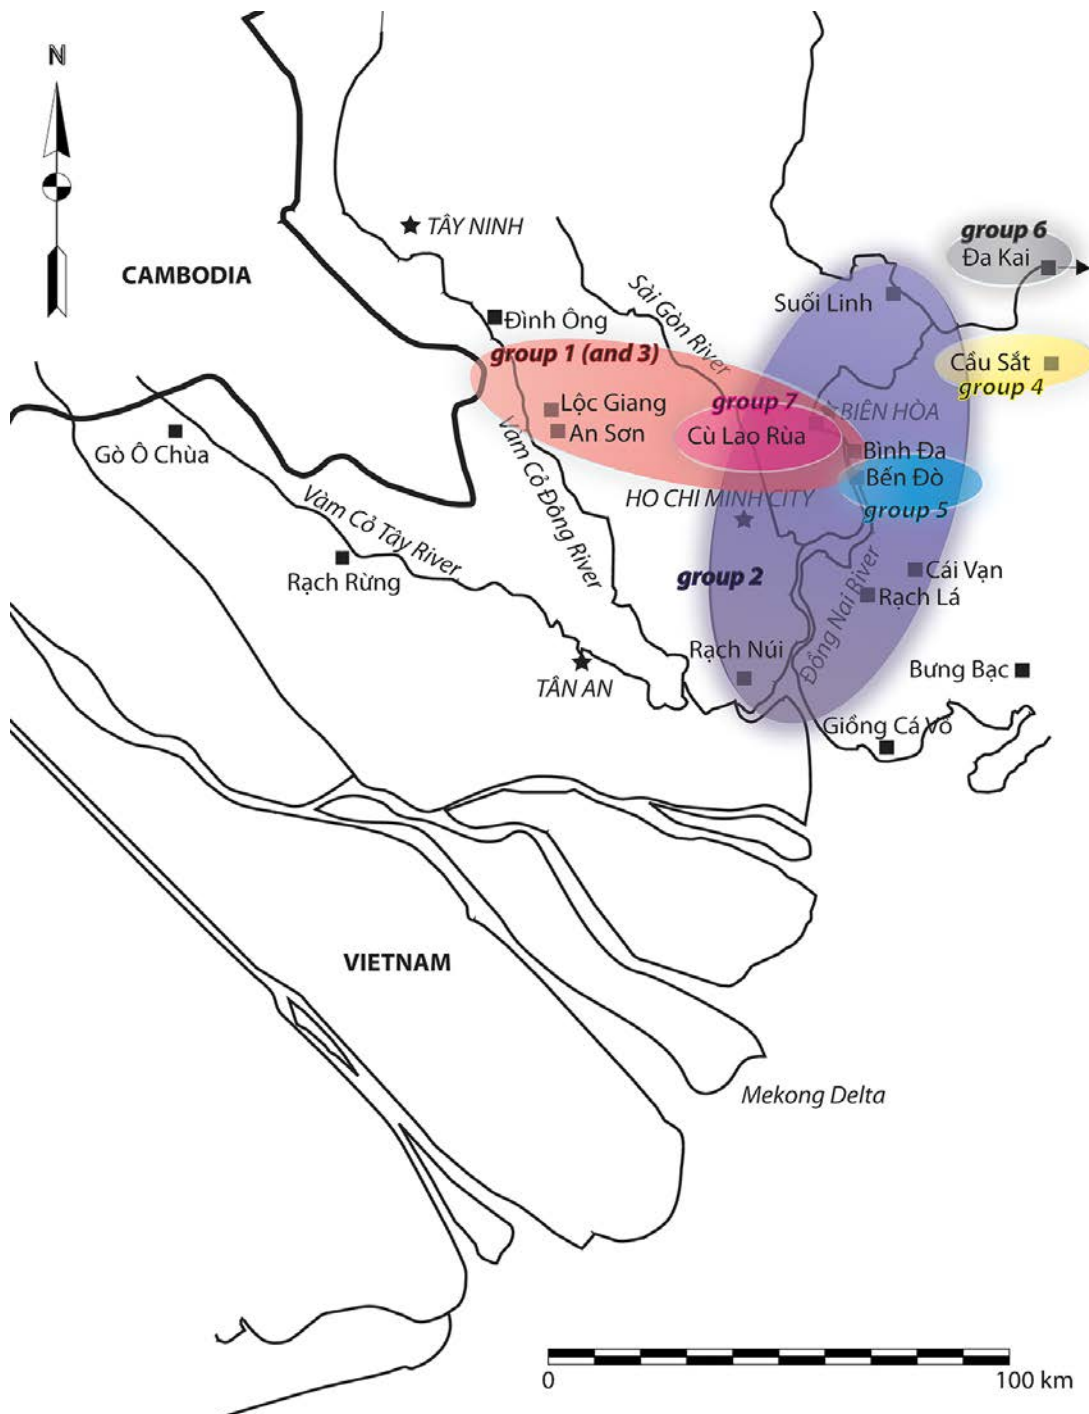 N
TÂY NINH
group 6
Đa Kai
CAMBODIA
Sài Gòn River
Suối Linh
Đình Ông
group 1 (and 3)
Cầu Sắt
group 4
Lộc Giang
group 7
BIÊN HÒA
An Sơn
Cù Lao Rùa
Gò Ô Chùa
Bình Đa
Bến Đò
Vàm Cỏ Đông River
HO CHI MINH CITY
group 5
Vàm Cỏ Tây River
Rạch Rừng
group 2
Cái Vạn
Rạch Lá
Đồng Nai River
Rạch Núi
Bưng Bạc
TÂN AN
Giồng Cá Vồ
VIETNAM
Mekong Delta
0
100 km